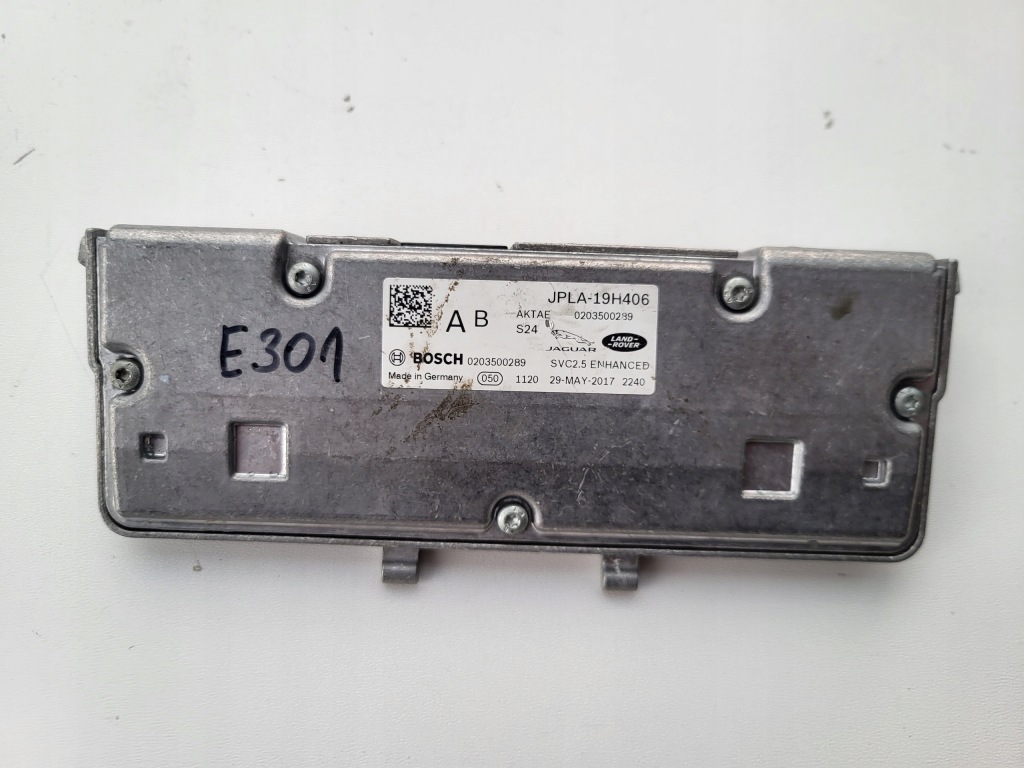 E301
JPLA-19H406
A B AKTAE 0203500289
S24
JAGUAR LAND-ROVER
BOSCH 0203500289 SVC2.5 ENHANCED
Made in Germany 050 1120 29-MAY-2017 2240